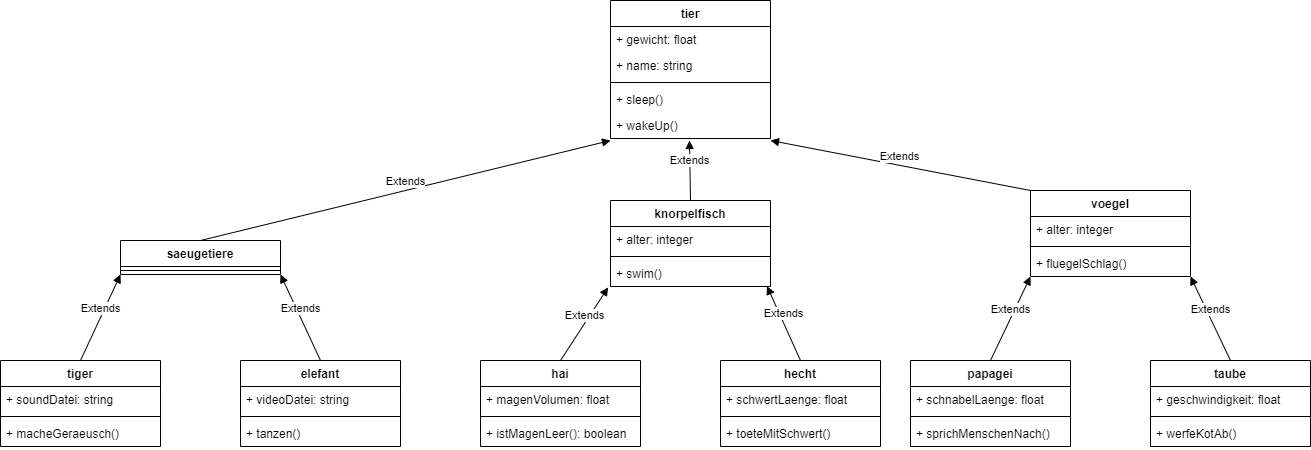 tier
+ gewicht: float
+ name: string
+ sleep()
+ wakeUp()
Extends
Extends
Extends
saeugetiere
knorpelfisch
+ alter: integer
+ swim()
voegel
+ alter: integer
+ fluegelSchlag()
Extends
Extends
Extends
Extends
Extends
Extends
tiger
+ soundDatei: string
+ macheGeraeusch()
elefant
+ videoDatei: string
+ tanzen()
hai
+ magenVolumen: float
+ istMagenLeer(): boolean
hecht
+ schwertLaenge: float
+ toeteMitSchwert()
papagei
+ schnabelLaenge: float
+ sprichMenschenNach()
taube
+ geschwindigkeit: float
+ werfeKotAb()